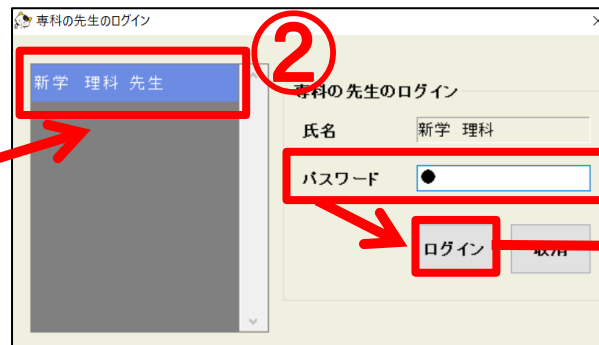 専科の先生のログイン
②
新学 理科 先生
専科の先生のログイン
氏名 新学 理科
パスワード ●
ログイン 取消